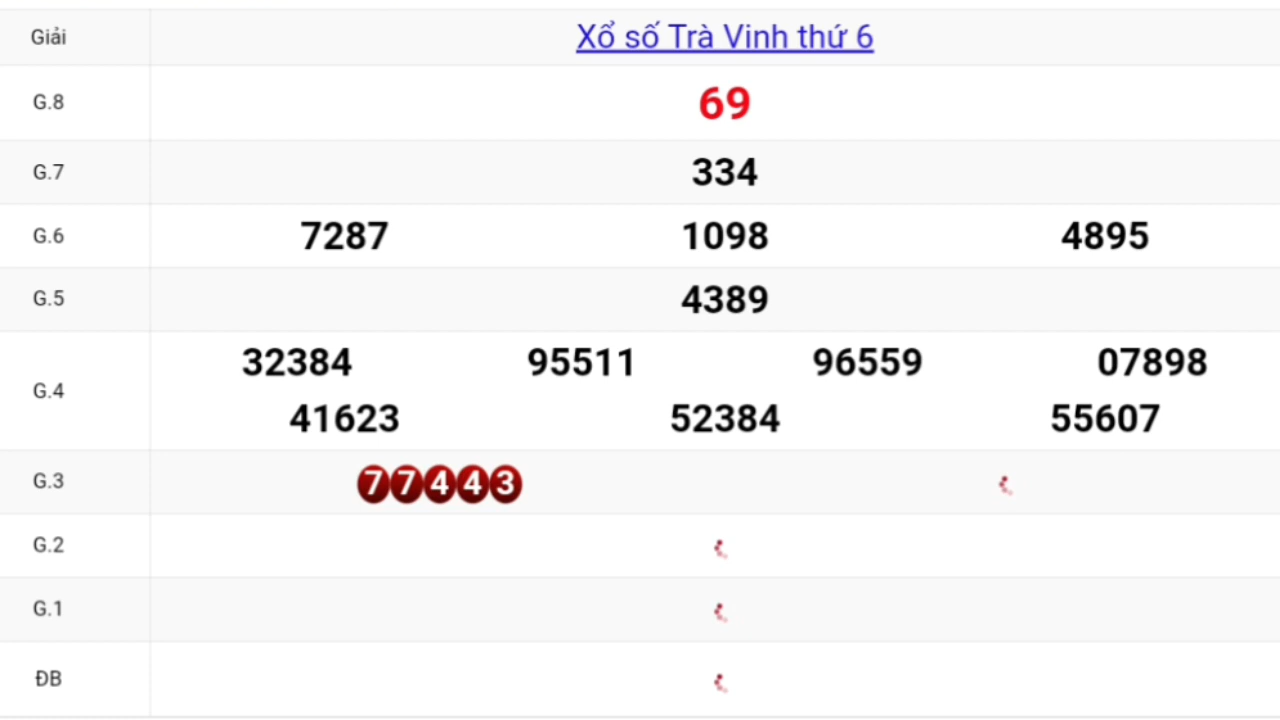 Giải Xổ số Trà Vinh thứ 6
G.8 69
G.7 334
G.6 7287 1098 4895
G.5 4389
G.4
32384 95511 96559 07898
41623 52384 55607
G.3 77443
G.2
G.1
ĐB